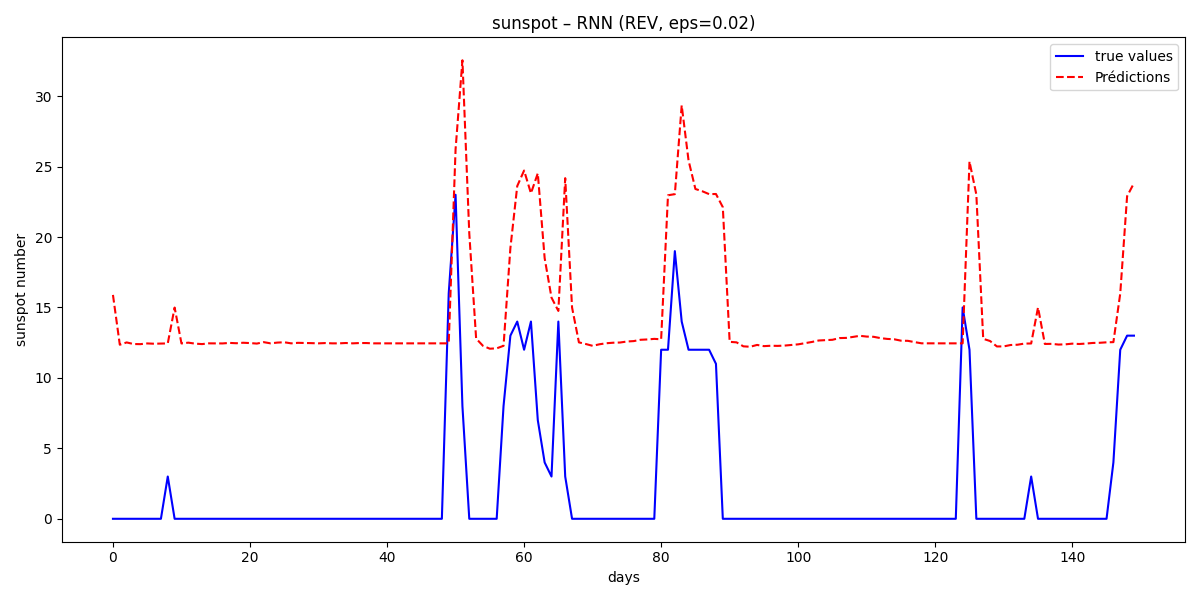 sunspot – RNN (REV, eps=0.02)
true values
Prédictions
sunspot number
30
25
20
15
10
5
0
0 20 40 60 80 100 120 140
days